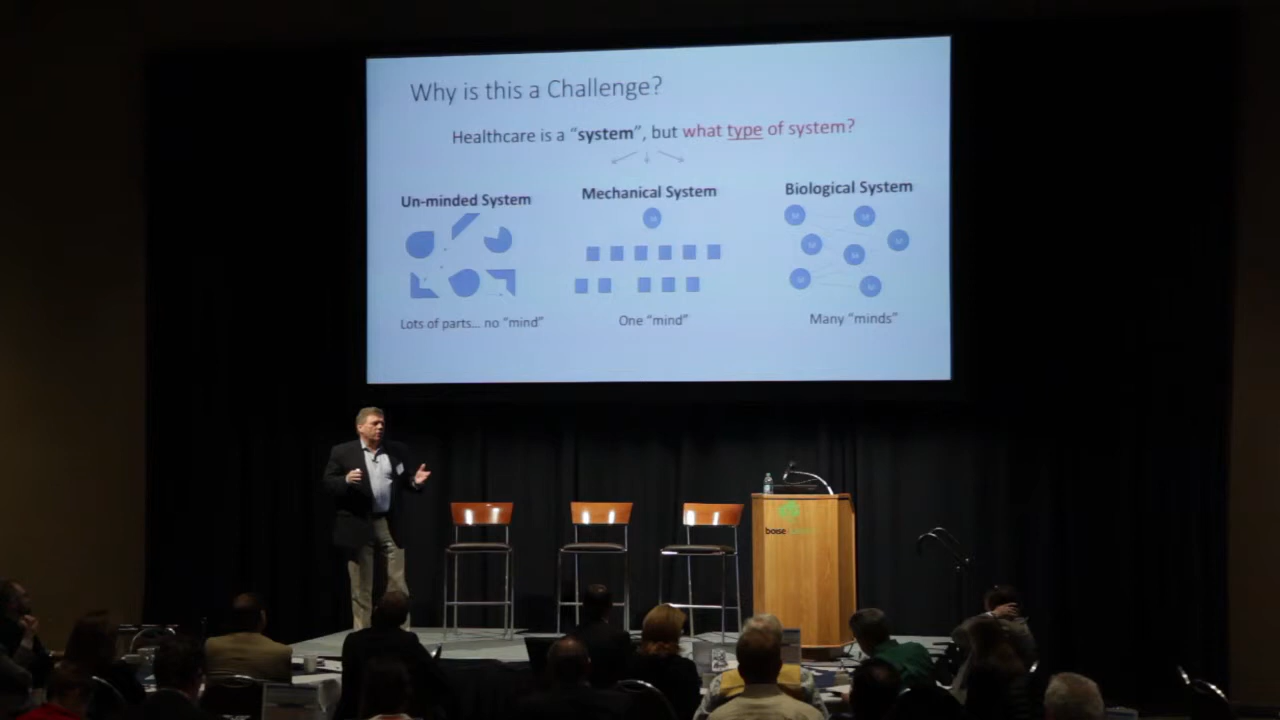 Why is this a Challenge?
Healthcare is a “system”, but what type of system?
Un-minded System
Mechanical System
Biological System
Lots of parts... no “mind”
One “mind”
Many “minds”
boise